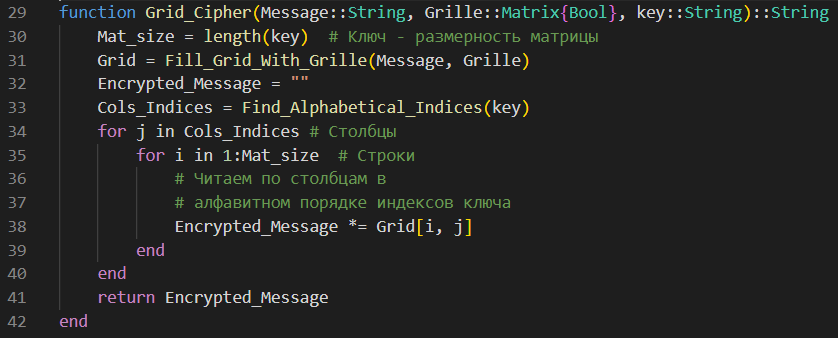 29 function Grid_Cipher(Message::String, Grille::Matrix{Bool}, key::String)::String
30     Mat_size = length(key)  # Ключ - размерность матрицы
31     Grid = Fill_Grid_With_Grille(Message, Grille)
32     Encrypted_Message = ""
33     Cols_Indices = Find_Alphabetical_Indices(key)
34     for j in Cols_Indices # Столбцы
35         for i in 1:Mat_size  # Строки
36             # Читаем по столбцам в
37             # алфавитном порядке индексов ключа
38             Encrypted_Message *= Grid[i, j]
39         end
40     end
41     return Encrypted_Message
42 end